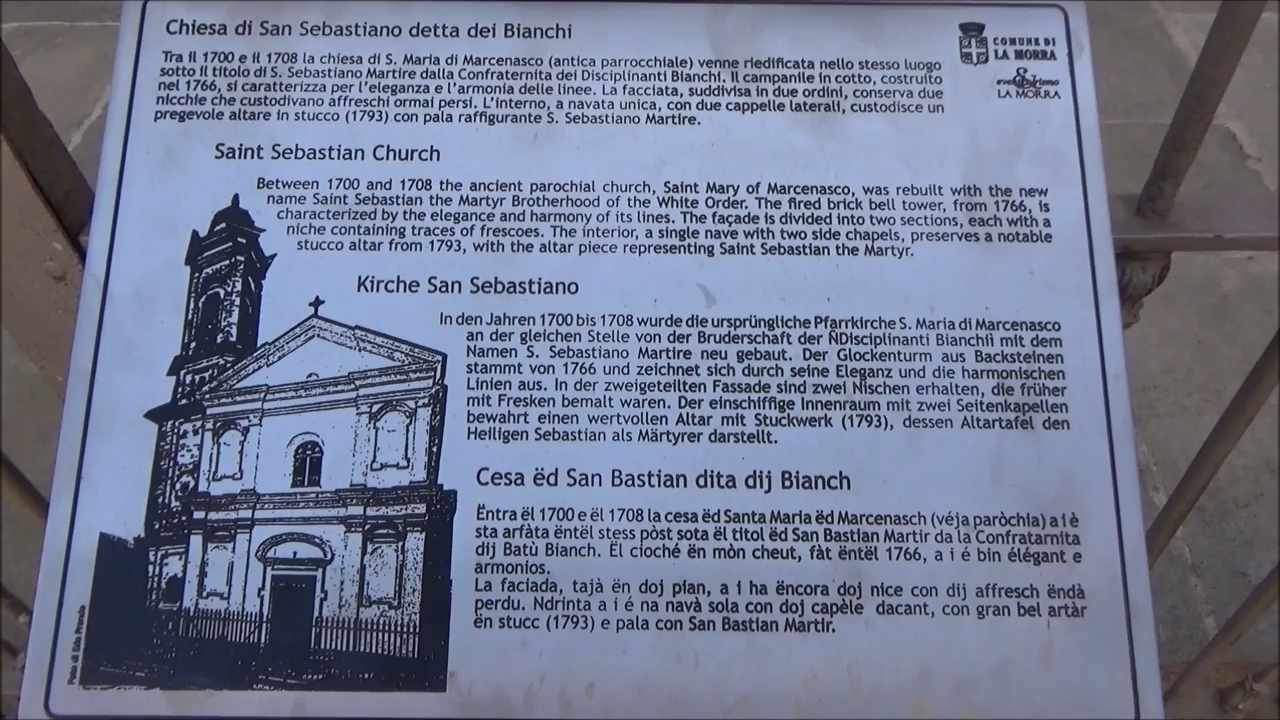 Chiesa di San Sebastiano detta dei Bianchi
COMUNE DI
LA MORRA
LA MORRA
Tra il 1700 e il 1708 la chiesa di S. Maria di Marcenasco (antica parrocchiale) venne riedificata nello stesso luogo
sotto il titolo di S. Sebastiano Martire dalla Confraternita dei Disciplinanti Bianchi. Il campanile in cotto, costruito
nel 1766, si caratterizza per l'eleganza e l'armonia delle linee. La facciata, suddivisa in due ordini, conserva due
nicchie che custodivano affreschi ormai persi. L'interno, a navata unica, con due cappelle laterali, custodisce un
pregevole altare in stucco (1793) con pala raffigurante S. Sebastiano Martire.
Saint Sebastian Church
Between 1700 and 1708 the ancient parochial church, Saint Mary of Marcenasco, was rebuilt with the new
name Saint Sebastian the Martyr Brotherhood of the White Order. The fired brick bell tower, from 1766, is
characterized by the elegance and harmony of its lines. The façade is divided into two sections, each with a
niche containing traces of frescoes. The interior, a single nave with two side chapels, preserves a notable
stucco altar from 1793, with the altar piece representing Saint Sebastian the Martyr.
Kirche San Sebastiano
In den Jahren 1700 bis 1708 wurde die ursprüngliche Pfarrkirche S. Maria di Marcenasco
an der gleichen Stelle von der Bruderschaft der ÑDisciplinanti Bianchiì mit dem
Namen S. Sebastiano Martire neu gebaut. Der Glockenturm aus Backsteinen
stammt von 1766 und zeichnet sich durch seine Eleganz und die harmonischen
Linien aus. In der zweigeteilten Fassade sind zwei Nischen erhalten, die früher
mit Fresken bemalt waren. Der einschiffige Innenraum mit zwei Seitenkapellen
bewahrt einen wertvollen Altar mit Stuckwerk (1793), dessen Altartafel den
Heiligen Sebastian als Märtyrer darstellt.
Cesa ëd San Bastian dita dij Bianch
Ëntra ël 1700 e ël 1708 la cesa ëd Santa Maria ëd Marcenasch (véja paròchia) a i è
sta arfàta ëntël stess pòst sota ël titol ëd San Bastian Martir da la Confratarnita
dij Batù Bianch. Ël cioché ën mòn cheut, fàt ëntël 1766, a i é bin élégant e
armonios.
La faciada, tajà ën doj pian, a i ha ëncora doj nice con dij affresch ëndà
perdu. Ndrinta a i é na navà sola con doj capèle dacant, con gran bel artàr
ën stucc (1793) e pala con San Bastian Martir.
Foto di Edo Prando